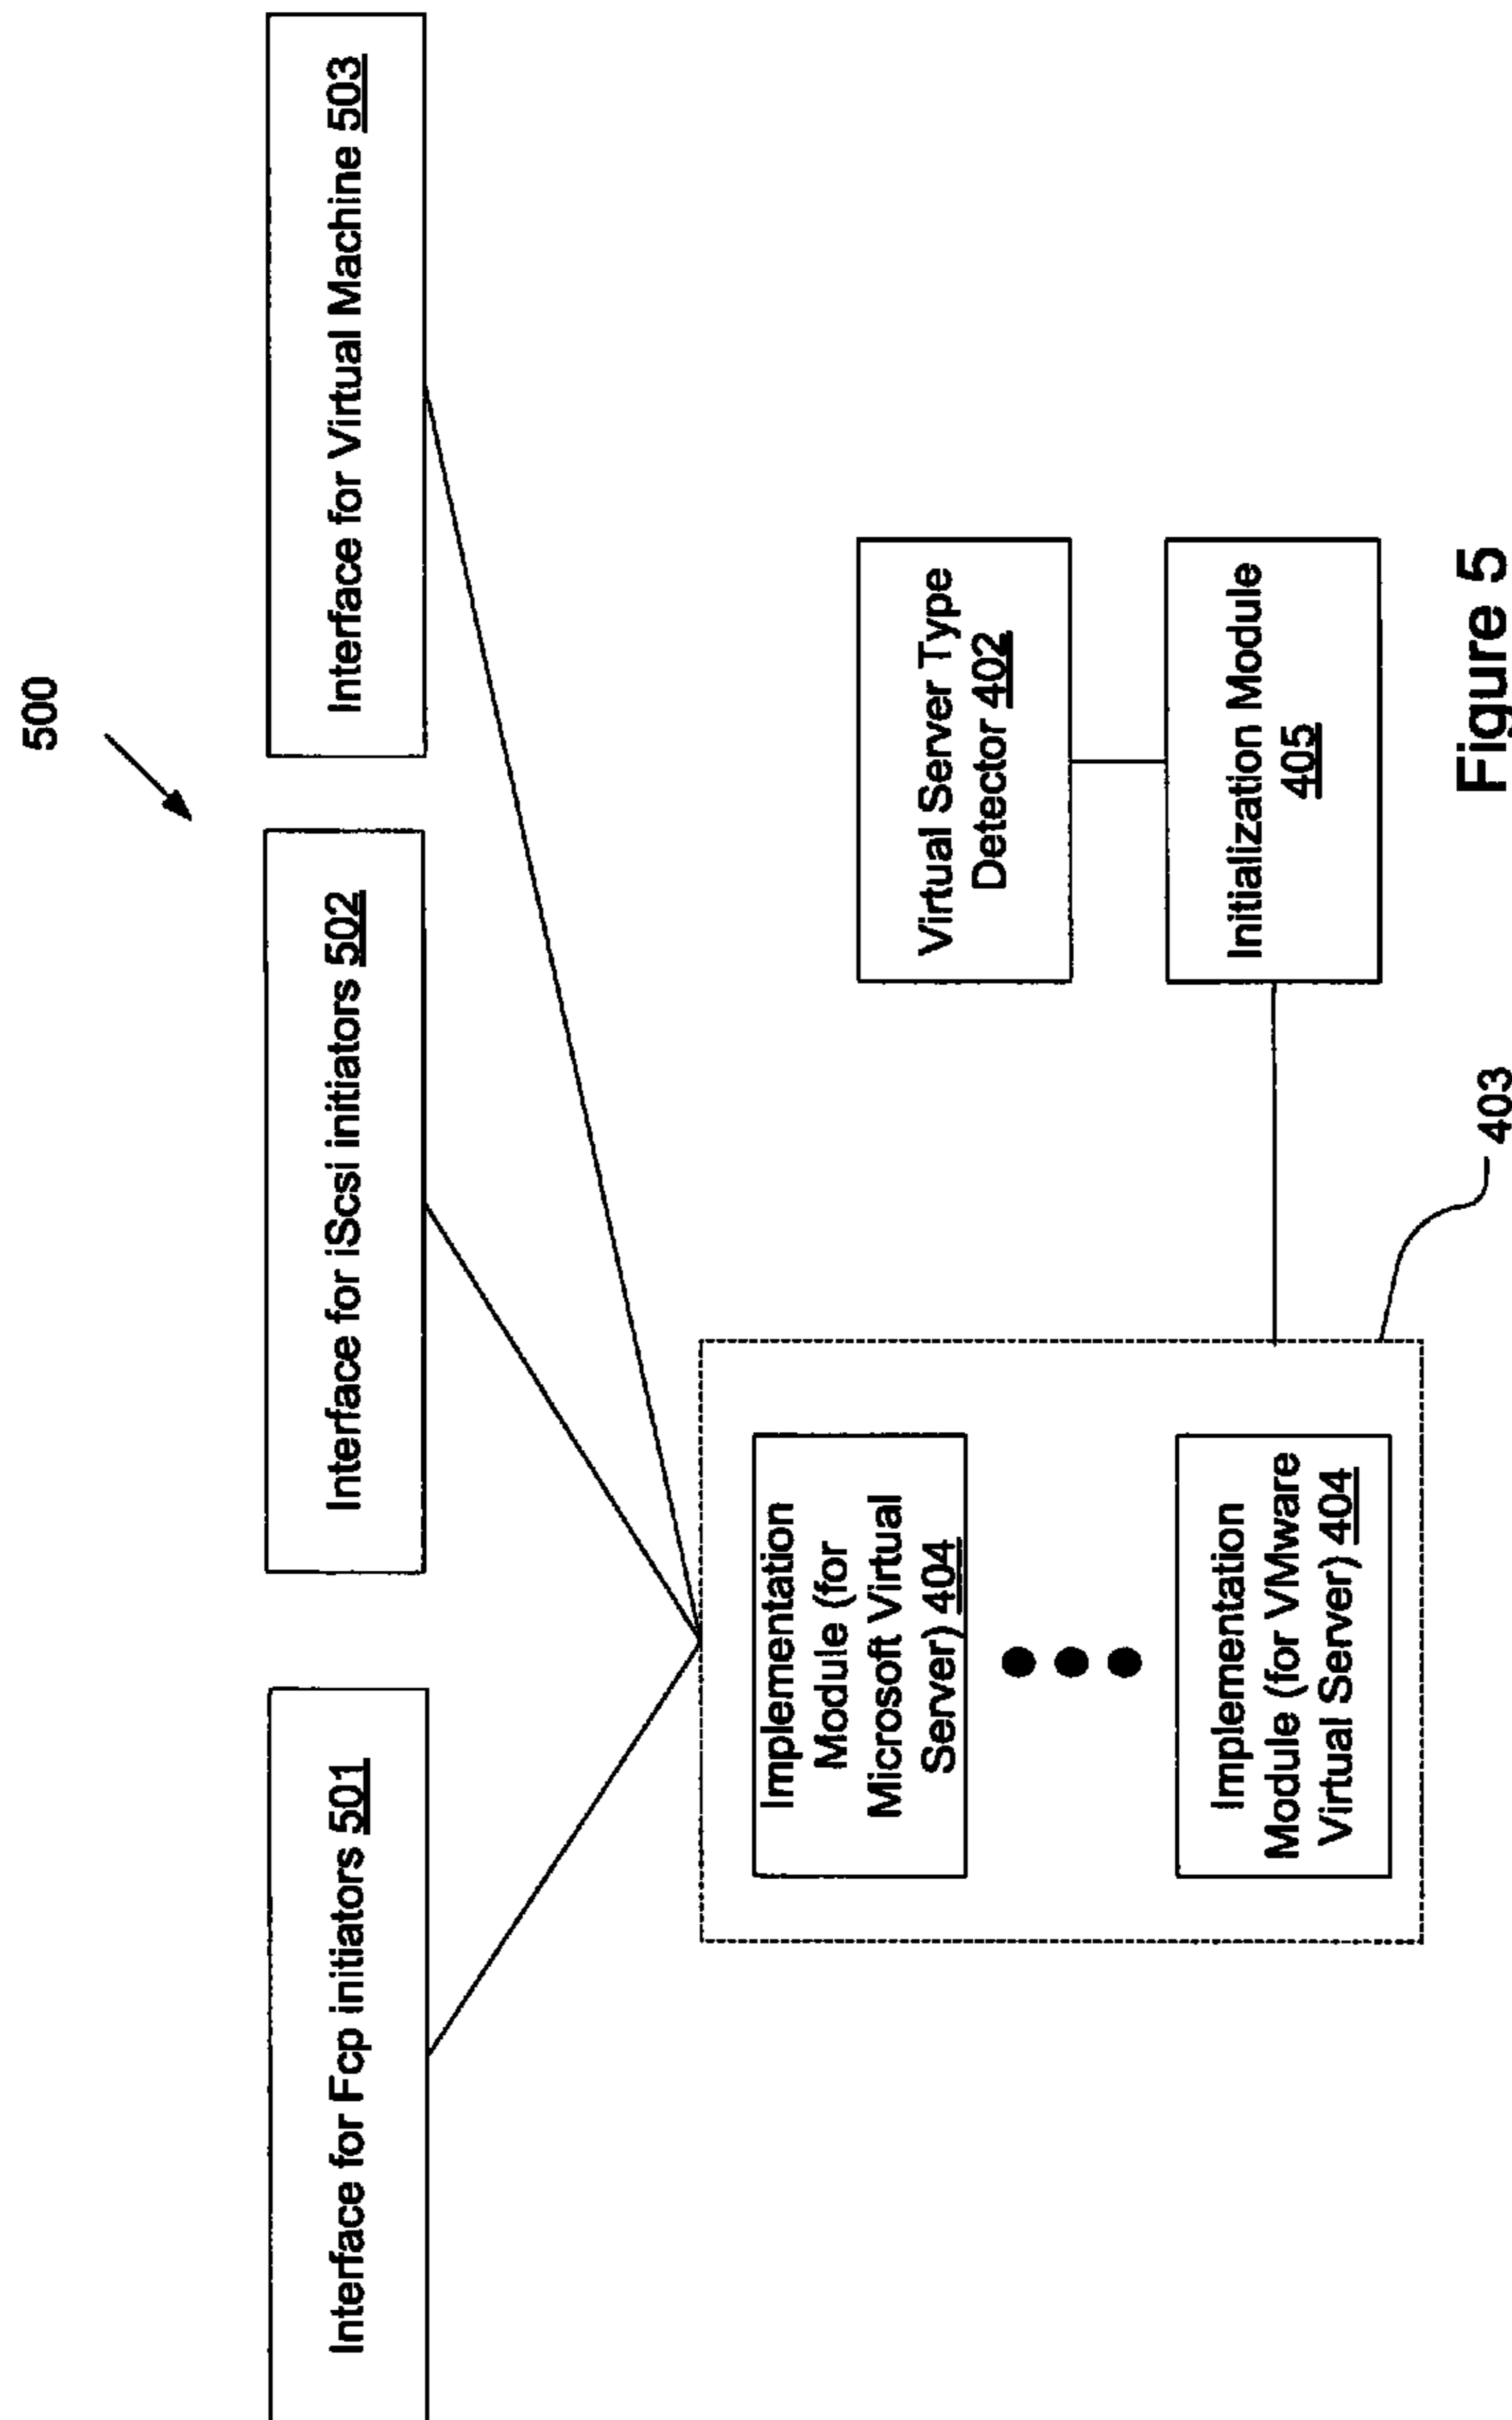 500
Interface for Fcp initiators 501
Interface for iScsi initiators 502
Interface for Virtual Machine 503
Implementation
Module (for
Microsoft Virtual
Server) 404
Implementation
Module (for VMware
Virtual Server) 404
Virtual Server Type
Detector 402
Initialization Module
405
403
Figure 5